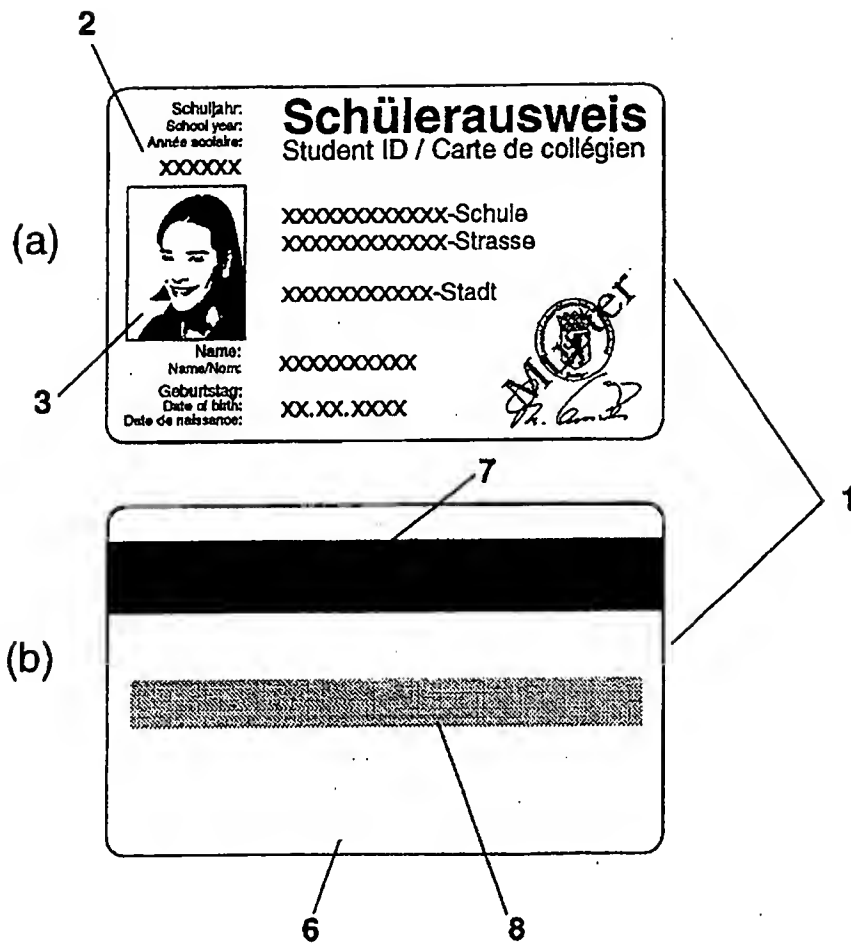 2
Schuljahr:
School year:
Année scolaire:
XXXXXX
Schülerausweis
Student ID / Carte de collégien
(a)
XXXXXXXXXXXX-Schule
XXXXXXXXXXXX-Strasse
XXXXXXXXXXX-Stadt
Muster
3
Name:
Name/Nom:
XXXXXXXXXX
Geburtstag:
Date of birth:
Date de naissance:
XX.XX.XXXX
1
7
(b)
6
8